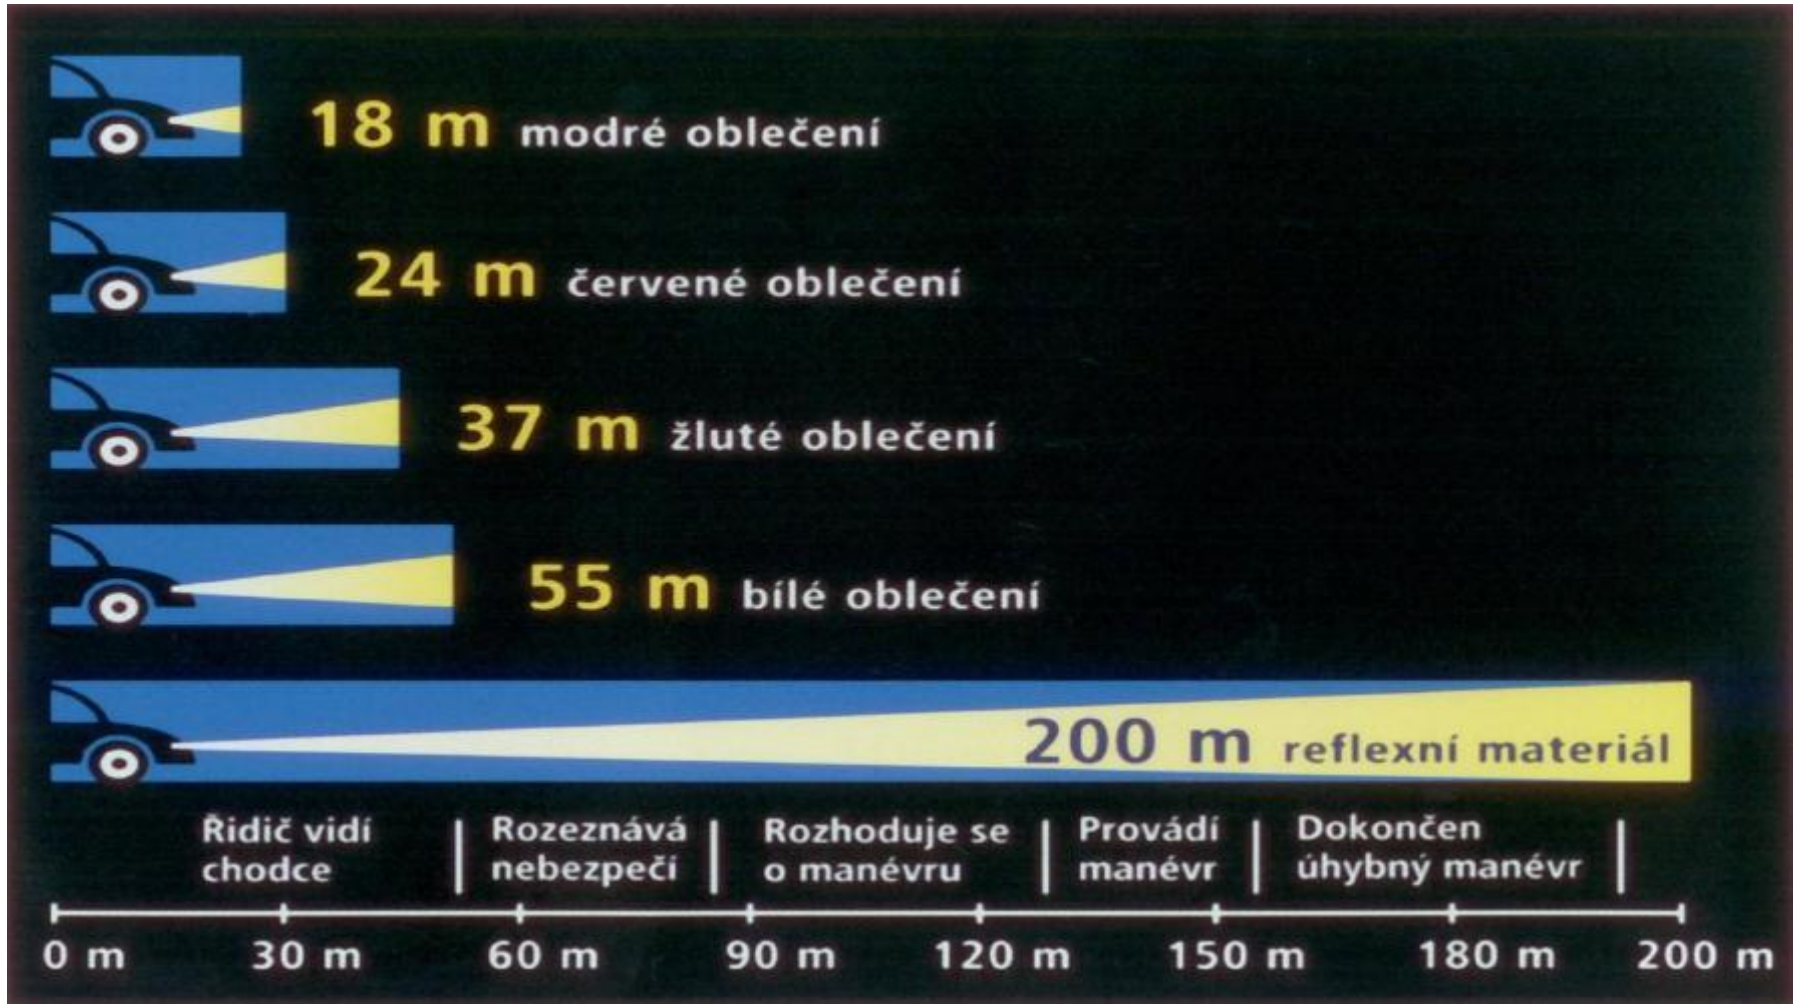 18 m modré oblečení
24 m červené oblečení
37 m žluté oblečení
55 m bílé oblečení
200 m reflexní materiál
Řidič vidí
chodce
Rozeznává
nebezpečí
Rozhoduje se
o manévru
Provádí
manévr
Dokončen
úhybný manévr
0 m 30 m 60 m 90 m 120 m 150 m 180 m 200 m